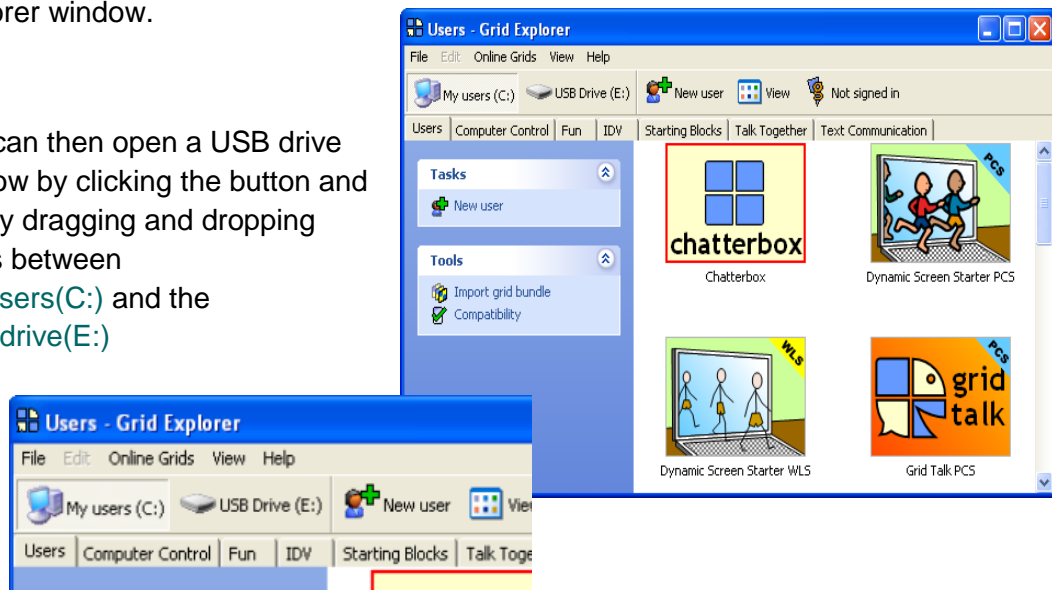 orer window.
can then open a USB drive
ow by clicking the button and
y dragging and dropping
s between
sers(C:) and the
drive(E:)
Users - Grid Explorer
File Edit Online Grids View Help
My users (C:) USB Drive (E:) New user View Not signed in
Users Computer Control Fun IDV Starting Blocks Talk Together Text Communication
Tasks
New user
Tools
Import grid bundle
Compatibility
chatterbox
Chatterbox
PCS
Dynamic Screen Starter PCS
WLS
Dynamic Screen Starter WLS
PCS
grid
talk
Grid Talk PCS
Users - Grid Explorer
File Edit Online Grids View Help
My users (C:) USB Drive (E:) New user Vie
Users Computer Control Fun IDV Starting Blocks Talk Toge